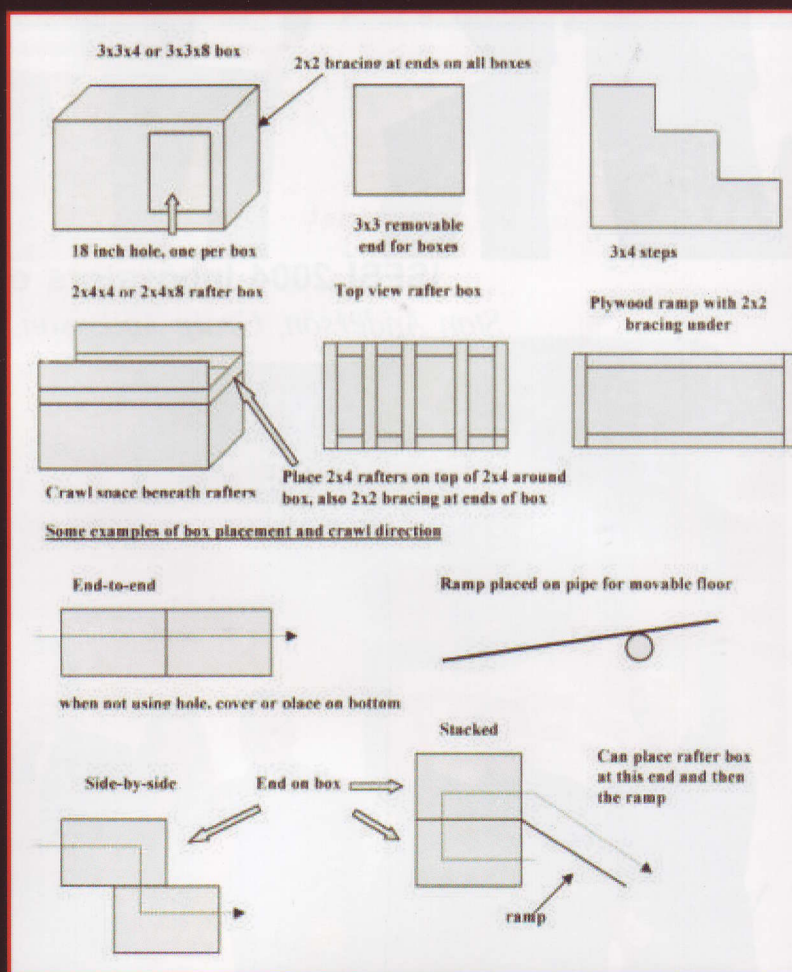 3x3x4 or 3x3x8 box
2x2 bracing at ends on all boxes
18 inch hole, one per box
3x3 removable
end for boxes
3x4 steps
2x4x4 or 2x4x8 rafter box
Top view rafter box
Plywood ramp with 2x2
bracing under
Crawl space beneath rafters
Place 2x4 rafters on top of 2x4 around
box, also 2x2 bracing at ends of box
Some examples of box placement and crawl direction
End-to-end
Ramp placed on pipe for movable floor
when not using hole, cover or place on bottom
Stacked
Side-by-side
End on box
Can place rafter box
at this end and then
the ramp
ramp